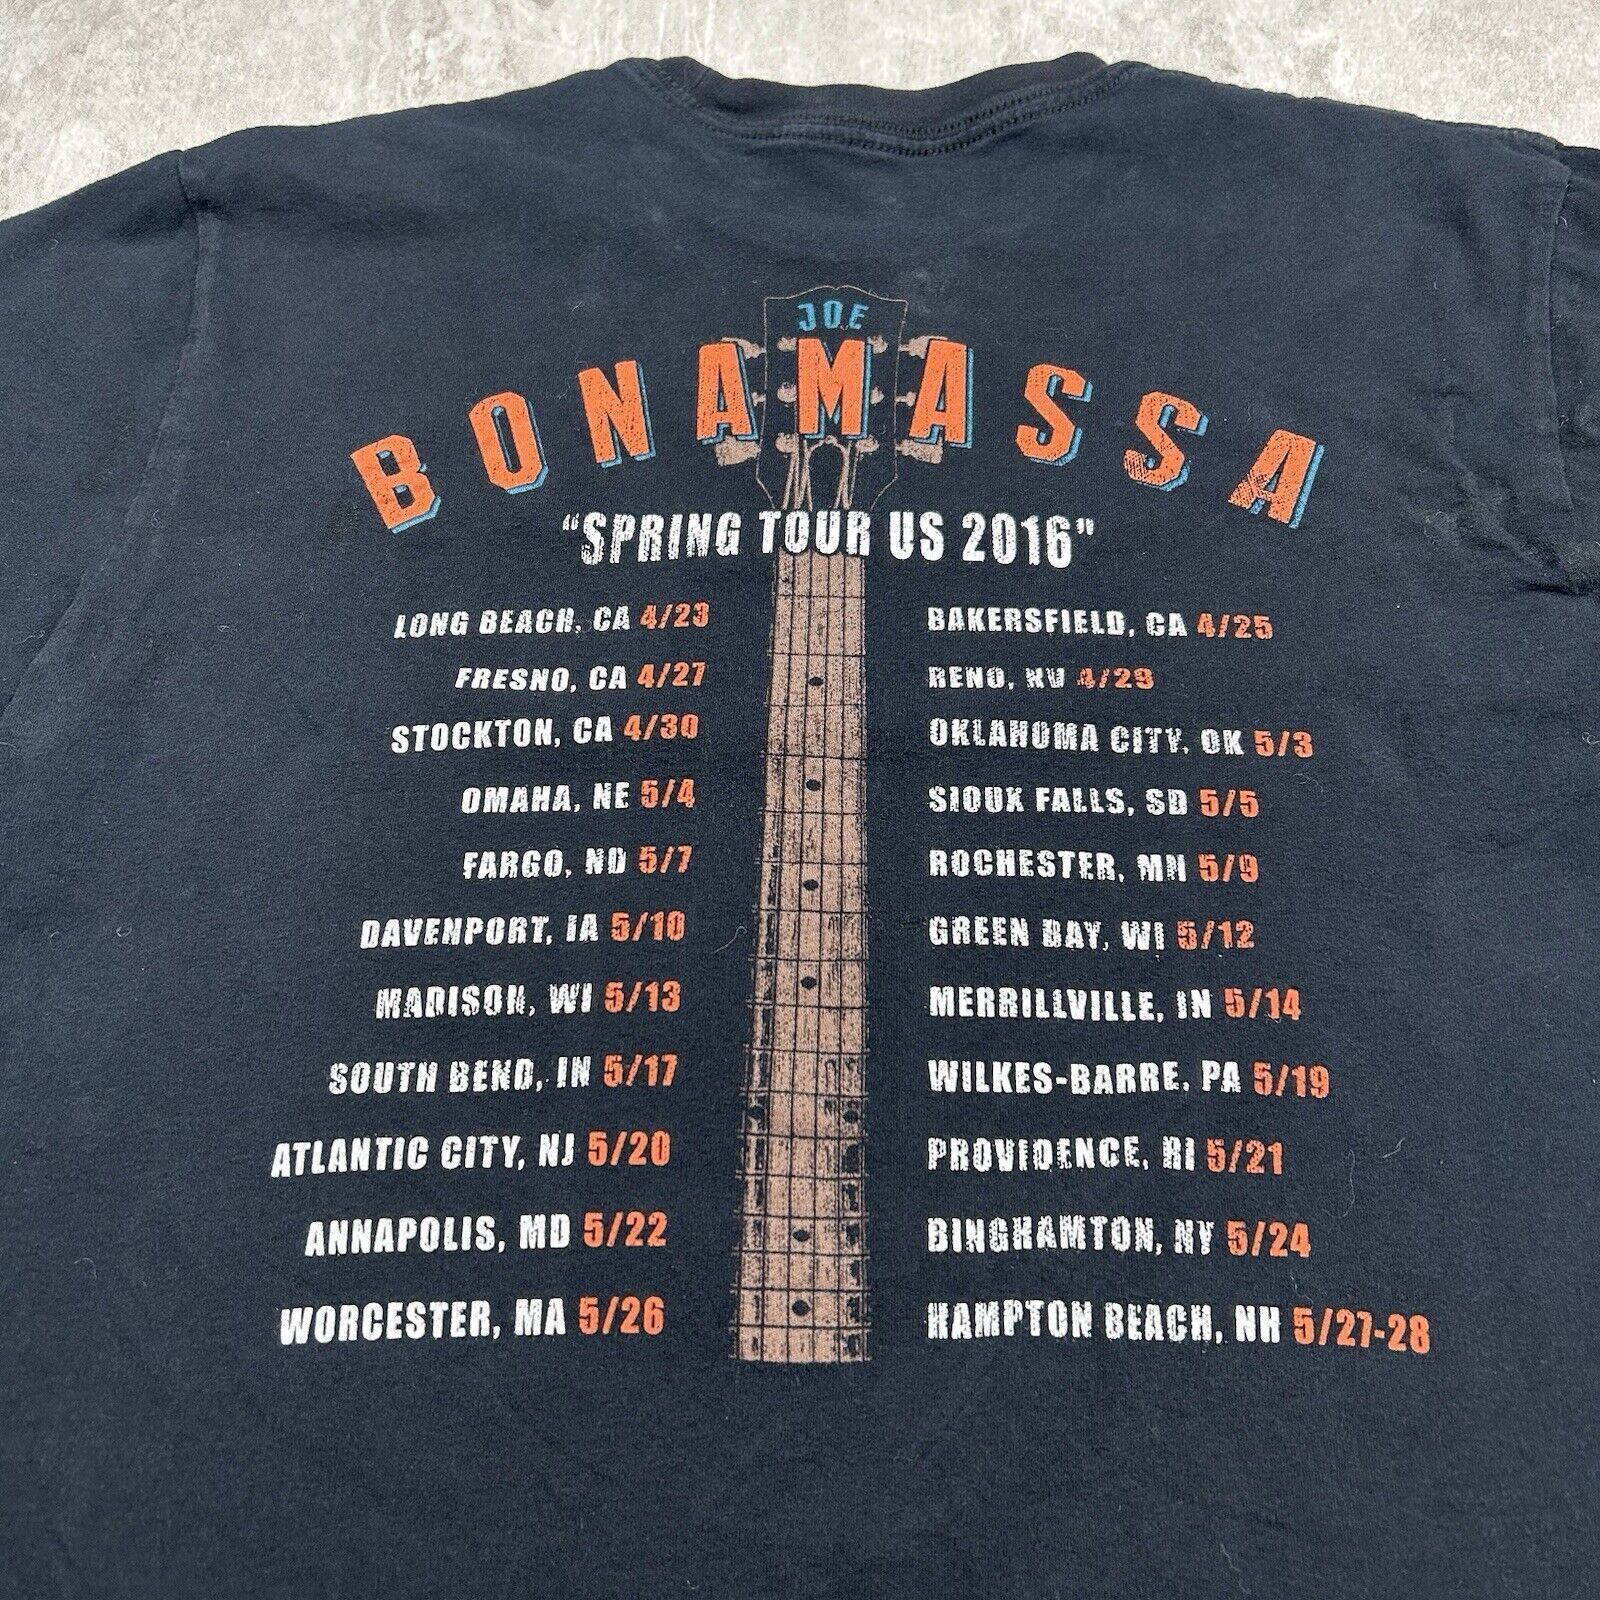 JOE
BONAMASSA
"SPRING TOUR US 2016"
LONG BEACH, CA 4/23
BAKERSFIELD, CA 4/25
FRESNO, CA 4/27
RENO, NV 4/29
STOCKTON, CA 4/30
OKLAHOMA CITY, OK 5/3
OMAHA, NE 5/4
SIOUX FALLS, SD 5/5
FARGO, ND 5/7
ROCHESTER, MN 5/9
DAVENPORT, IA 5/10
GREEN BAY, WI 5/12
MADISON, WI 5/13
MERRILLVILLE, IN 5/14
SOUTH BEND, IN 5/17
WILKES-BARRE, PA 5/19
ATLANTIC CITY, NJ 5/20
PROVIDENCE, RI 5/21
ANNAPOLIS, MD 5/22
BINGHAMTON, NY 5/24
WORCESTER, MA 5/26
HAMPTON BEACH, NH 5/27-28